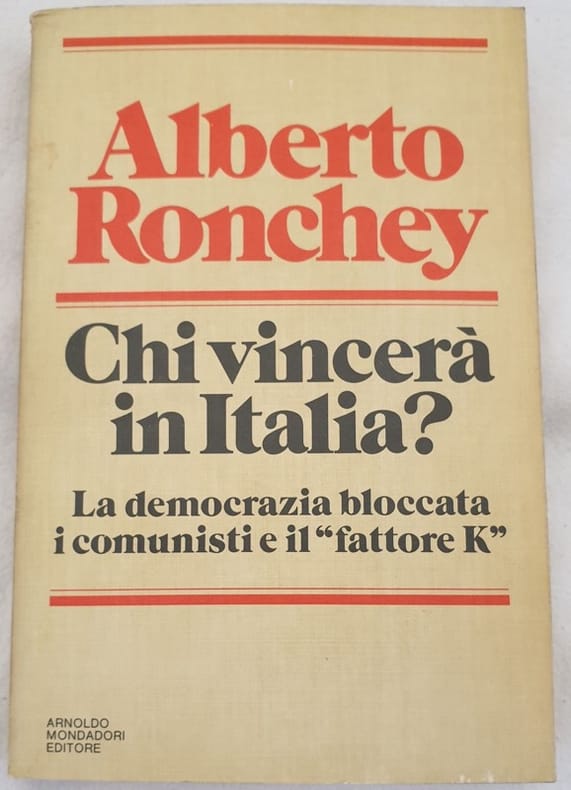 Alberto
Ronchey
Chi vincerà
in Italia?
La democrazia bloccata
i comunisti e il “fattore K”
ARNOLDO
MONDADORI
EDITORE